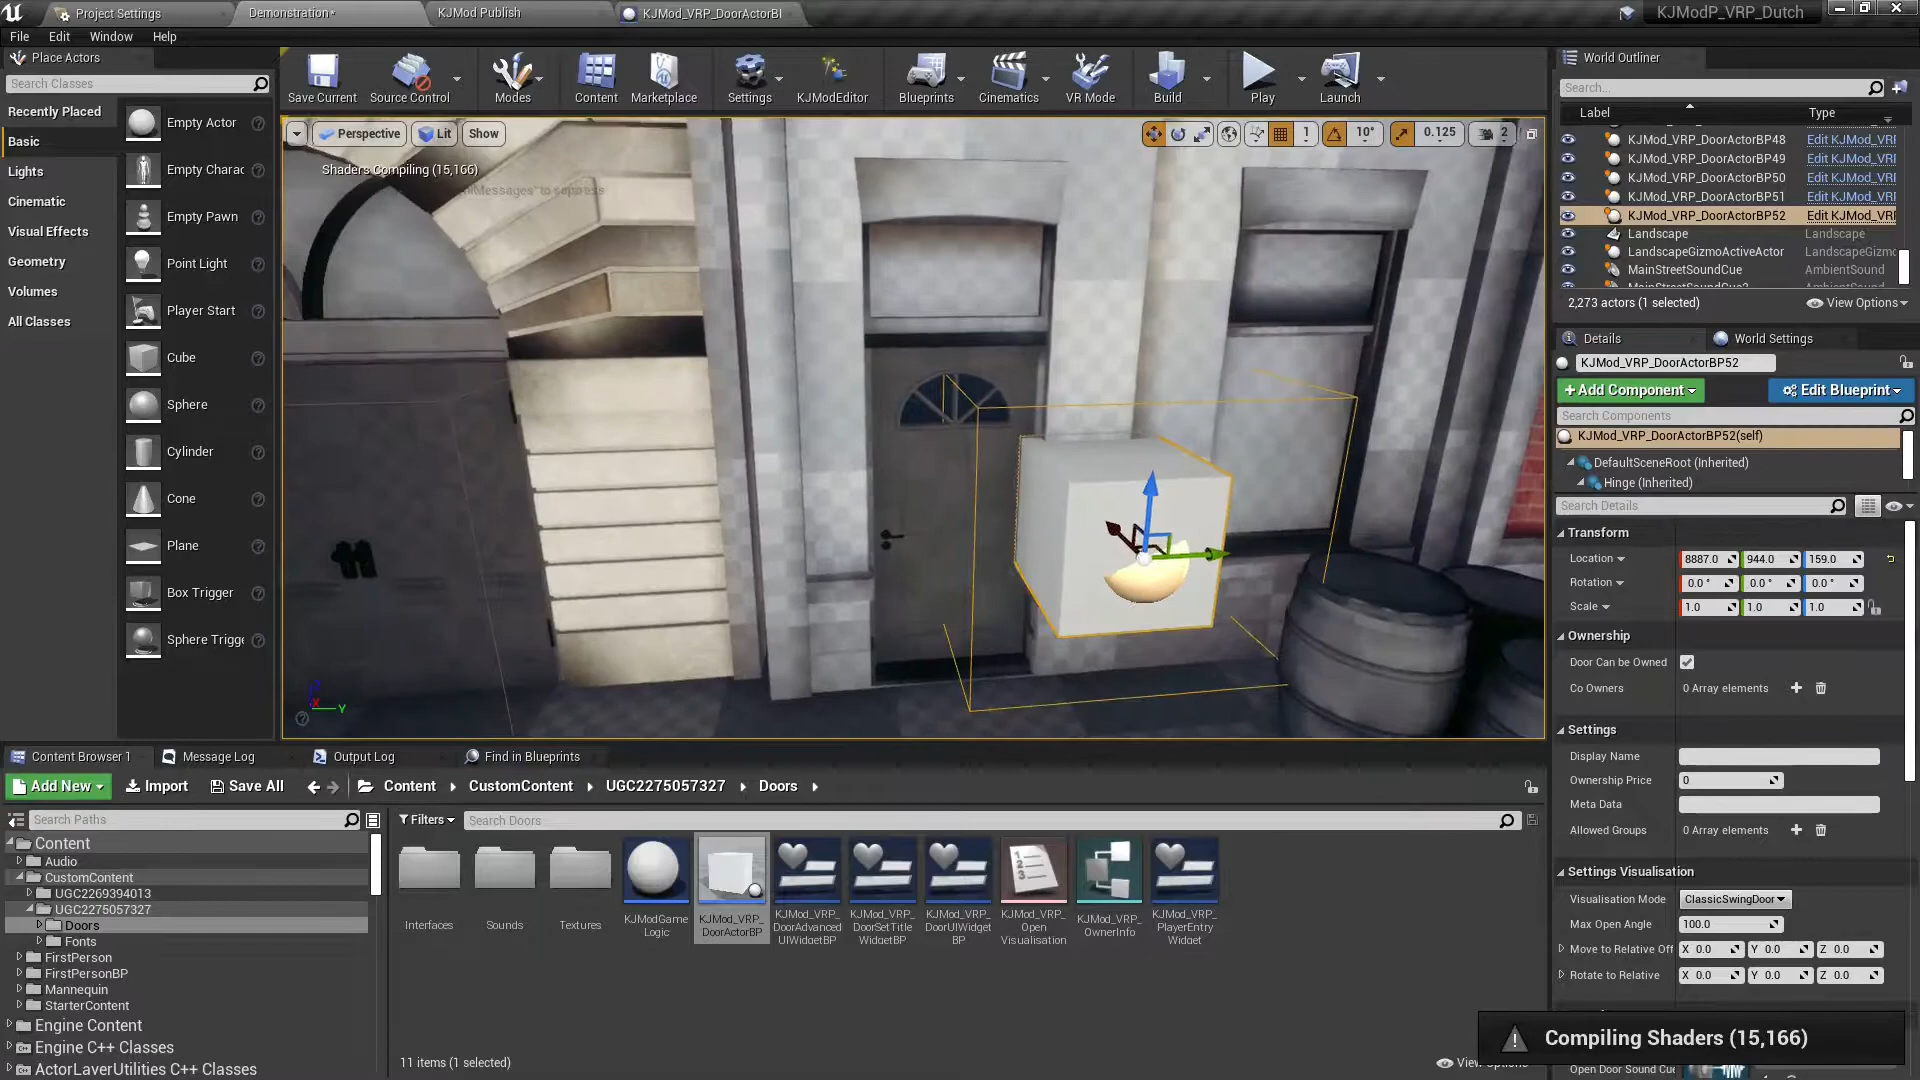 Project Settings
Demonstration*
KJMod Publish
KJMod_VRP_DoorActorBl
KJModP_VRP_Dutch
File Edit Window Help
Place Actors
Search Classes
Recently Placed
Basic
Lights
Cinematic
Visual Effects
Geometry
Volumes
All Classes
Empty Actor
Empty Charac
Empty Pawn
Point Light
Player Start
Cube
Sphere
Cylinder
Cone
Plane
Box Trigger
Sphere Trigge
Save Current
Source Control
Modes
Content
Marketplace
Settings
KJModEditor
Blueprints
Cinematics
VR Mode
Build
Play
Launch
Perspective
Lit
Show
1
10°
0.125
2
Shaders Compiling (15,166)
X
Y
World Outliner
Search...
Label
Type
KJMod_VRP_DoorActorBP48 Edit KJMod_VRI
KJMod_VRP_DoorActorBP49 Edit KJMod_VRI
KJMod_VRP_DoorActorBP50 Edit KJMod_VRI
KJMod_VRP_DoorActorBP51 Edit KJMod_VRI
KJMod_VRP_DoorActorBP52 Edit KJMod_VRI
Landscape Landscape
LandscapeGizmoActiveActor LandscapeGizmo
MainStreetSoundCue AmbientSound
2,273 actors (1 selected)
View Options
Details
World Settings
KJMod_VRP_DoorActorBP52
+Add Component
Edit Blueprint
Search Components
KJMod_VRP_DoorActorBP52(self)
DefaultSceneRoot (Inherited)
Hinge (Inherited)
Search Details
Transform
Location 8887.0 944.0 159.0
Rotation 0.0 ° 0.0 ° 0.0 °
Scale 1.0 1.0 1.0
Ownership
Door Can be Owned
Co Owners 0 Array elements
Settings
Display Name
Ownership Price 0
Meta Data
Allowed Groups 0 Array elements
Settings Visualisation
Visualisation Mode ClassicSwingDoor
Max Open Angle 100.0
Move to Relative Off X 0.0 Y 0.0 Z 0.0
Rotate to Relative X 0.0 Y 0.0 Z 0.0
Compiling Shaders (15,166)
Open Door Sound Cue
Content Browser 1
Message Log
Output Log
Find in Blueprints
Add New
Import
Save All
Content
CustomContent
UGC2275057327
Doors
Search Paths
Filters
Search Doors
Content
Audio
CustomContent
UGC2269394013
UGC2275057327
Doors
Fonts
FirstPerson
FirstPersonBP
Mannequin
StarterContent
Engine Content
Engine C++ Classes
ActorLayerUtilities C++ Classes
Interfaces
Sounds
Textures
KJModGame
Logic
KJMod_VRP_
DoorActorBP
KJMod_VRP_
DoorAdvanced
UIWidgetBP
KJMod_VRP_
DoorSetTitle
WidgetBP
KJMod_VRP_
DoorUIWidget
BP
KJMod_VRP_
Open
Visualisation
KJMod_VRP_
OwnerInfo
KJMod_VRP_
PlayerEntry
Widget
11 items (1 selected)